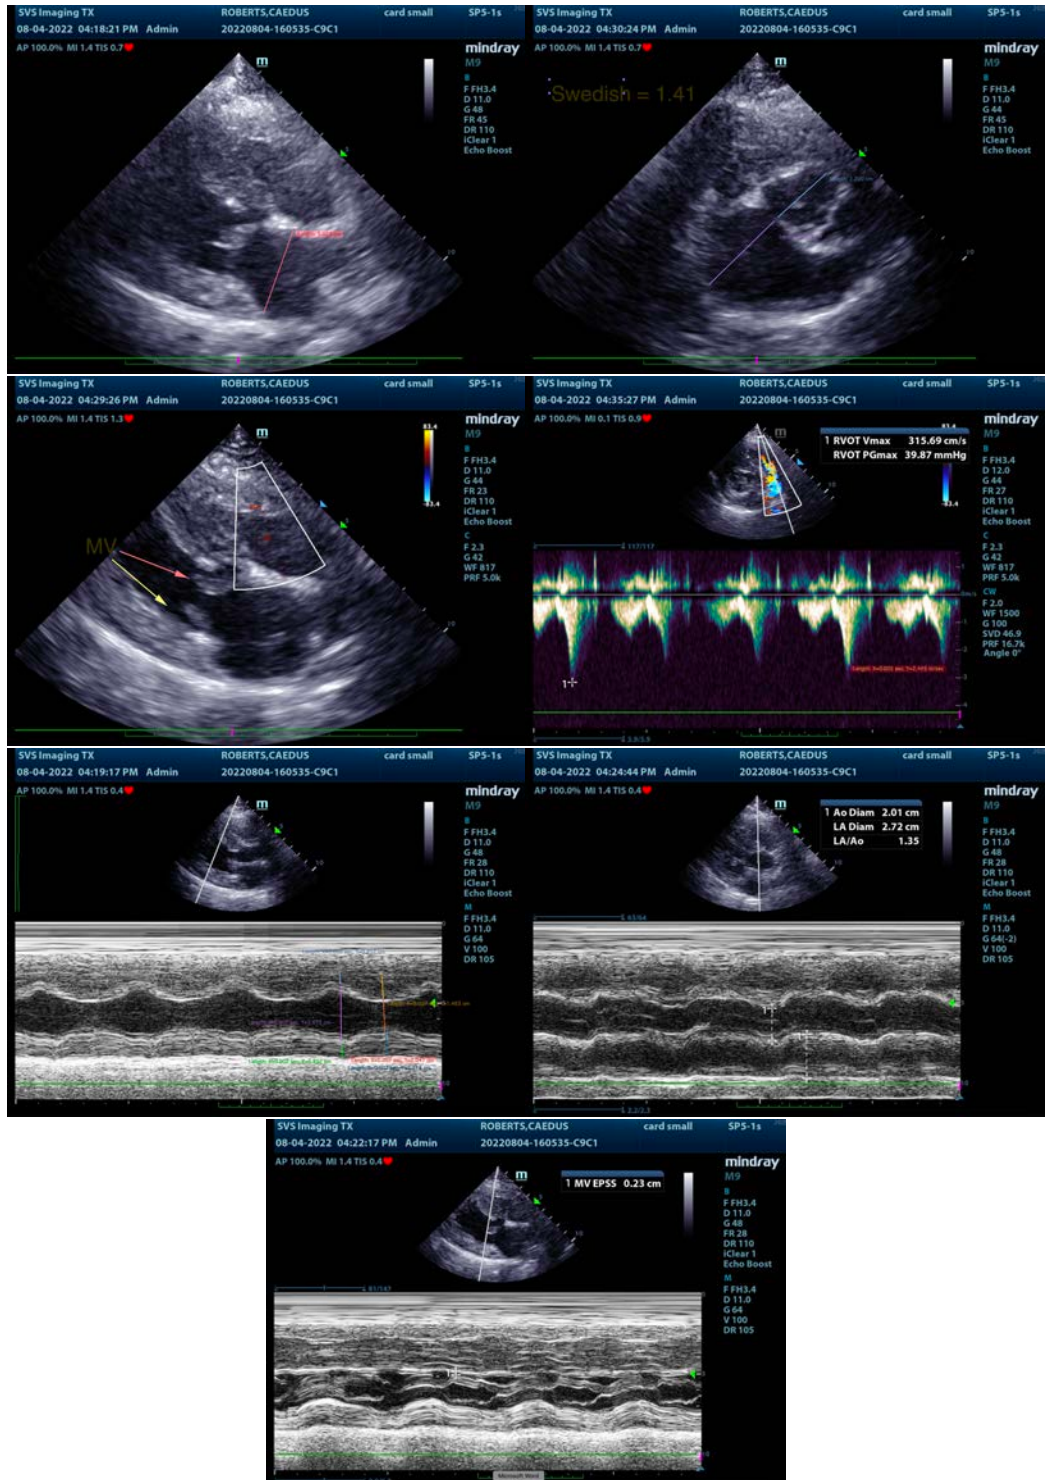 SVS Imaging TX ROBERTS,CAEDUS card small SP5-1s
08-04-2022 04:18:21 PM Admin 20220804-160535-C9C1
AP 100.0% MI 1.4 TIS 0.7
mindray
M9
B
F FH3.4
D 11.0
G 48
FR 45
DR 110
iClear 1
Echo Boost
SVS Imaging TX ROBERTS,CAEDUS card small SP5-1s
08-04-2022 04:30:24 PM Admin 20220804-160535-C9C1
AP 100.0% MI 1.4 TIS 0.7
Swedish = 1.41
mindray
M9
B
F FH3.4
D 11.0
G 44
FR 45
DR 110
iClear 1
Echo Boost
SVS Imaging TX ROBERTS,CAEDUS card small SP5-1s
08-04-2022 04:29:26 PM Admin 20220804-160535-C9C1
AP 100.0% MI 1.4 TIS 1.3
83.4
-83.4
MV
mindray
M9
B
F FH3.4
D 11.0
G 44
FR 23
DR 110
iClear 1
Echo Boost
C
F 2.3
G 42
WF 817
PRF 5.0k
SVS Imaging TX ROBERTS,CAEDUS card small SP5-1s
08-04-2022 04:35:27 PM Admin 20220804-160535-C9C1
AP 100.0% MI 0.1 TIS 0.9
1 RVOT Vmax 315.69 cm/s
RVOT PGmax 39.87 mmHg
-83.4
117/117
mindray
M9
B
F FH3.4
D 12.0
G 44
FR 27
DR 110
iClear 1
Echo Boost
C
F 2.3
G 42
WF 817
PRF 5.0k
CW
F 2.0
WF 1500
G 100
SVD 46.9
PRF 16.7k
Angle 0°
SVS Imaging TX ROBERTS,CAEDUS card small SP5-1s
08-04-2022 04:19:17 PM Admin 20220804-160535-C9C1
AP 100.0% MI 1.4 TIS 0.4
mindray
M9
B
F FH3.4
D 11.0
G 48
FR 28
DR 110
iClear 1
Echo Boost
M
F FH3.4
D 11.0
G 64
V 100
DR 105
SVS Imaging TX ROBERTS,CAEDUS card small SP5-1s
08-04-2022 04:24:44 PM Admin 20220804-160535-C9C1
AP 100.0% MI 1.4 TIS 0.4
1 Ao Diam 2.01 cm
LA Diam 2.72 cm
LA/Ao 1.35
mindray
M9
B
F FH3.4
D 11.0
G 48
FR 28
DR 110
iClear 1
Echo Boost
M
F FH3.4
D 11.0
G 64(-2)
V 100
DR 105
SVS Imaging TX ROBERTS,CAEDUS card small SP5-1s
08-04-2022 04:22:17 PM Admin 20220804-160535-C9C1
AP 100.0% MI 1.4 TIS 0.4
1 MV EPSS 0.23 cm
mindray
M9
B
F FH3.4
D 11.0
G 48
FR 28
DR 110
iClear 1
Echo Boost
M
F FH3.4
D 11.0
G 64
V 100
DR 105
Microsoft Word